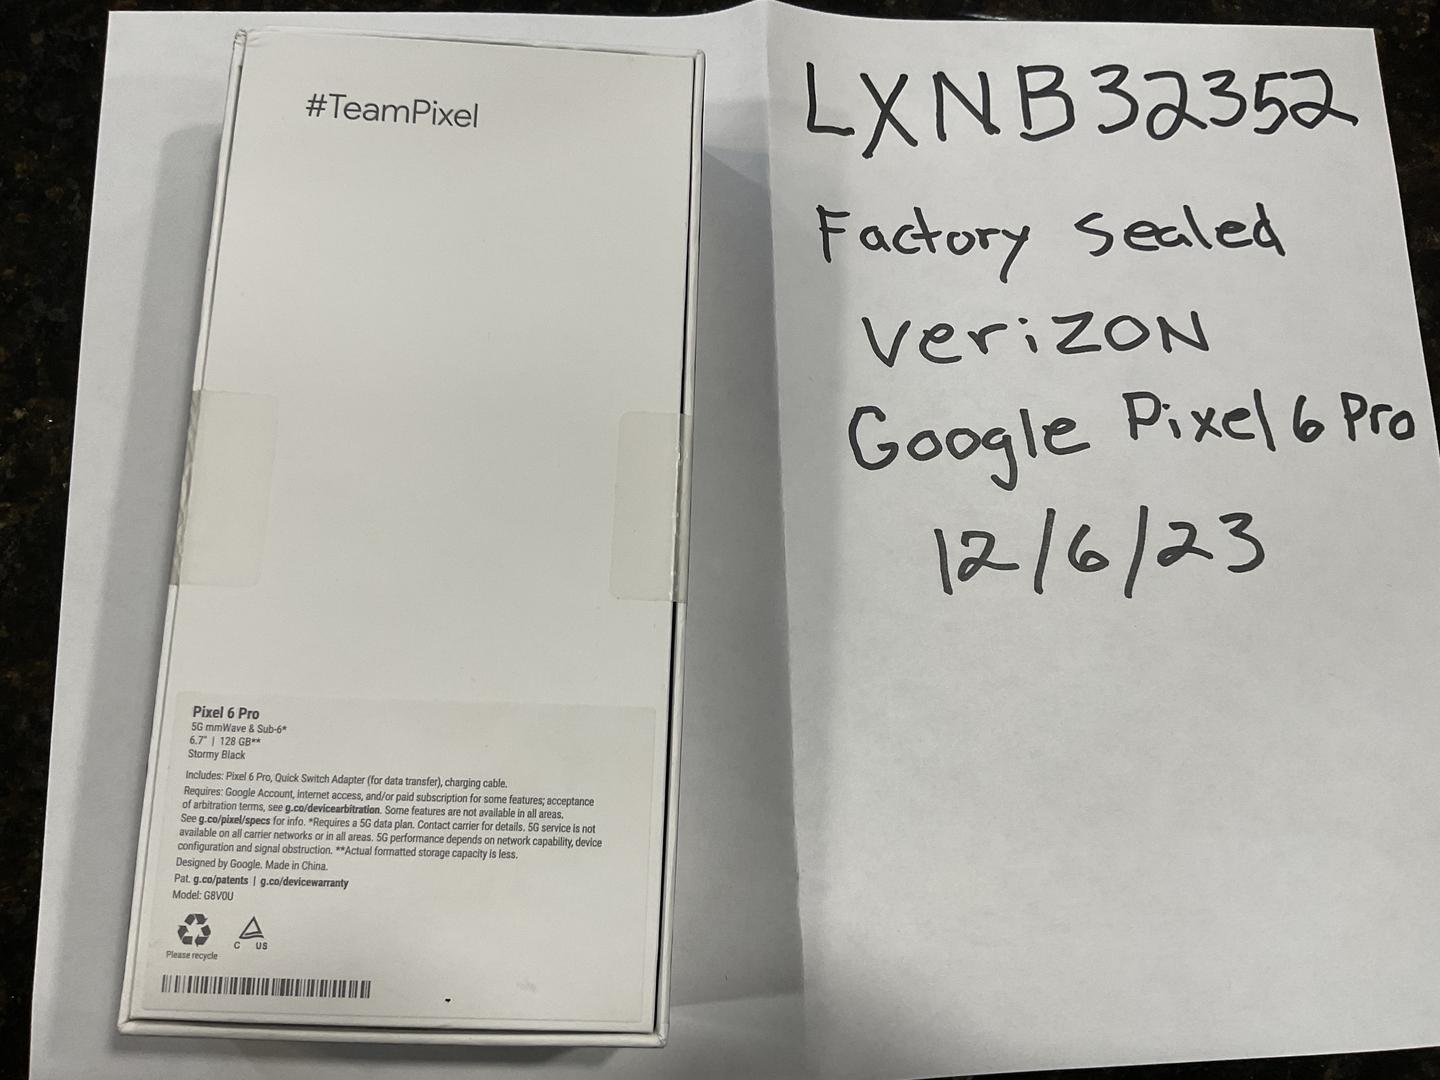 #TeamPixel
Pixel 6 Pro
5G mmWave & Sub-6*
6.7" | 128 GB**
Stormy Black
Includes: Pixel 6 Pro, Quick Switch Adapter (for data transfer), charging cable.
Requires: Google Account, internet access, and/or paid subscription for some features; acceptance
of arbitration terms, see g.co/devicearbitration. Some features are not available in all areas.
See g.co/pixel/specs for info. *Requires a 5G data plan. Contact carrier for details. 5G service is not
available on all carrier networks or in all areas. 5G performance depends on network capability, device
configuration and signal obstruction. **Actual formatted storage capacity is less.
Designed by Google. Made in China.
Pat. g.co/patents | g.co/devicewarranty
Model: G8V0U
C US
Please recycle
LXNB32352
Factory Sealed
VeriZON
Google Pixel 6 Pro
12/6/23